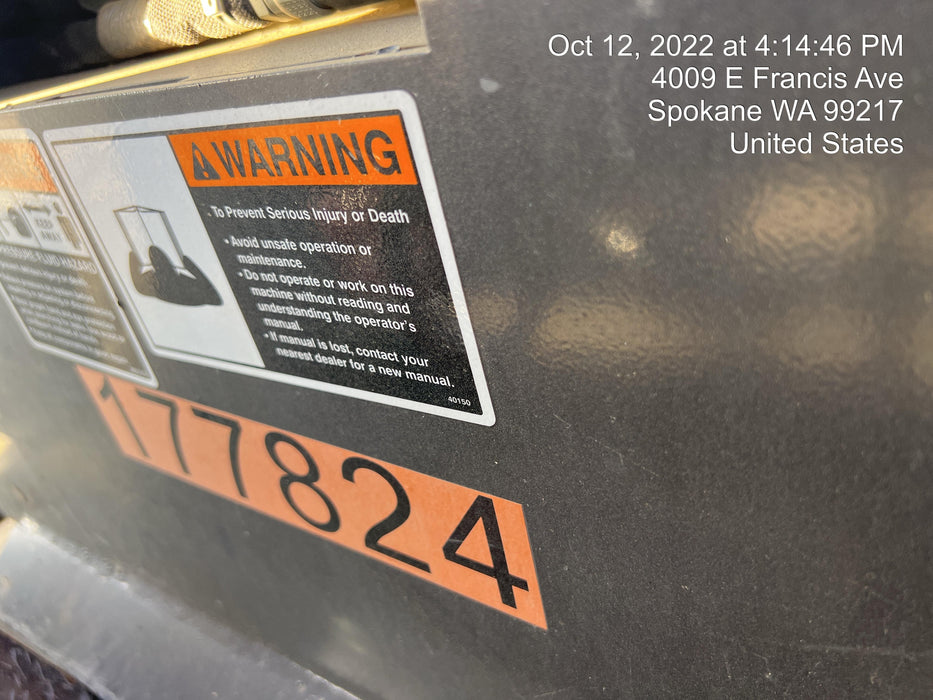 Oct 12, 2022 at 4:14:46 PM
4009 E Francis Ave
Spokane WA 99217
United States
WARNING
To Prevent Serious Injury or Death
• Avoid unsafe operation or
maintenance.
• Do not operate or work on this
machine without reading and
understanding the operator's
manual.
• If manual is lost, contact your
nearest dealer for a new manual.
40150
KEEP
AWAY
177824